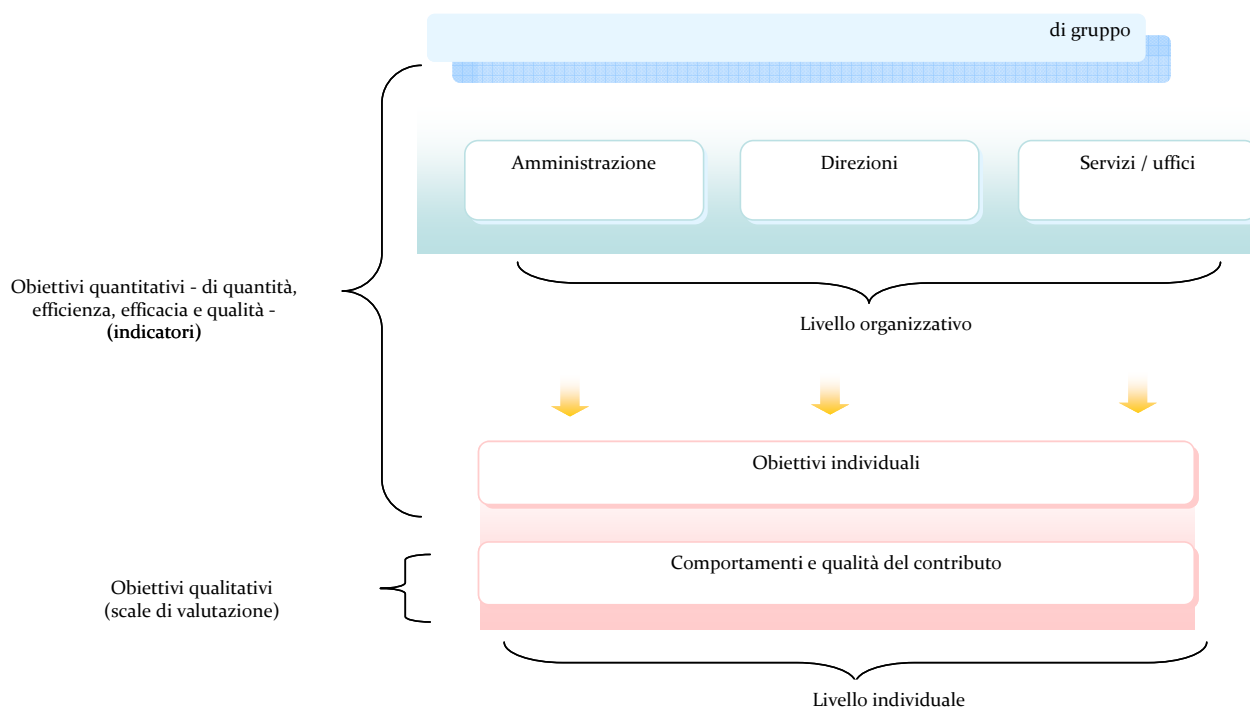 di gruppo
Amministrazione
Direzioni
Servizi / uffici
Obiettivi quantitativi - di quantità,
efficienza, efficacia e qualità -
(indicatori)
Livello organizzativo
Obiettivi individuali
Comportamenti e qualità del contributo
Obiettivi qualitativi
(scale di valutazione)
Livello individuale